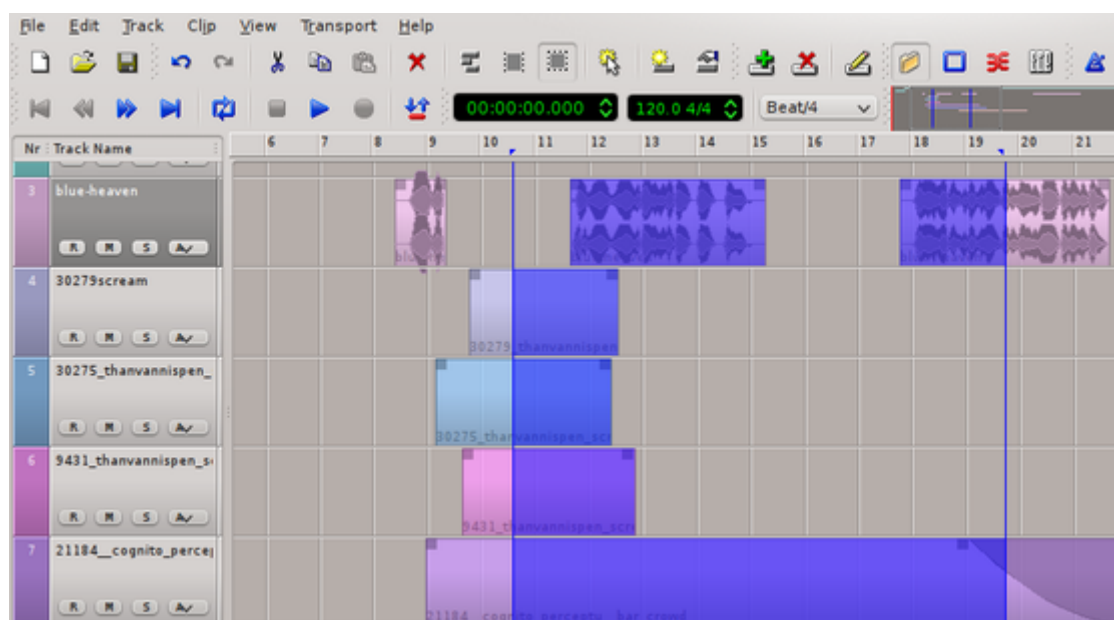 File Edit Track Clip View Transport Help
00:00:00.000 120.0 4/4 Beat/4
Nr Track Name 6 7 8 9 10 11 12 13 14 15 16 17 18 19 20 21
3 blue-heaven
R M S A
4 30279scream
R M S A
30279_thanvannispen
5 30275_thanvannispen_
R M S A
30275_thanvannispen_scr
6 9431_thanvannispen_s
R M S A
9431_thanvannispen_scr
7 21184__cognito_percep
R M S A
21184__cognito_percepty__bar_crowd